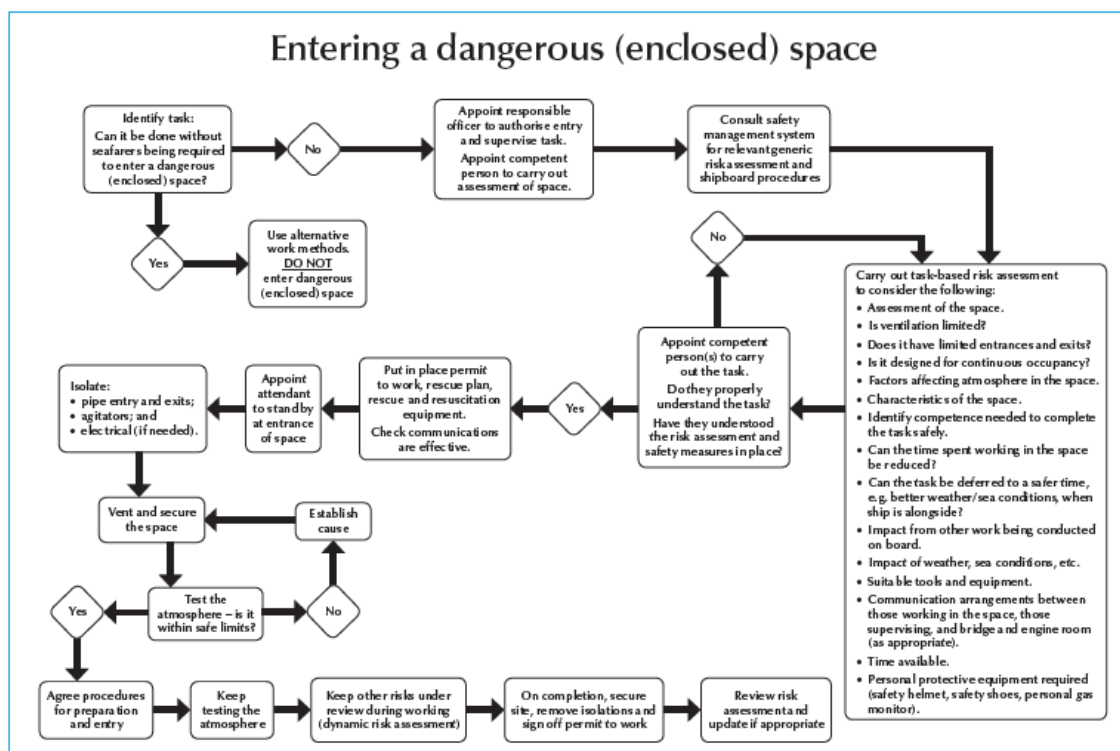 Entering a dangerous (enclosed) space
Identify task:
Can it be done without
seafarers being required
to enter a dangerous
(enclosed) space?
No
Appoint responsible
officer to authorise entry
and supervise task.
Appoint competent
person to carry out
assessment of space.
Consult safety
management system
for relevant generic
risk assessment and
shipboard procedures
Yes
Use alternative
work methods.
DO NOT
enter dangerous
(enclosed) space
No
Carry out task-based risk assessment
to consider the following:
• Assessment of the space.
• Is ventilation limited?
• Does it have limited entrances and exits?
• Is it designed for continuous occupancy?
• Factors affecting atmosphere in the space.
• Characteristics of the space.
• Identify competence needed to complete
the task safely.
• Can the time spent working in the space
be reduced?
• Can the task be deferred to a safer time,
e.g. better weather/sea conditions, when
ship is alongside?
• Impact from other work being conducted
on board.
• Impact of weather, sea conditions, etc.
• Suitable tools and equipment.
• Communication arrangements between
those working in the space, those
supervising, and bridge and engine room
(as appropriate).
• Time available.
• Personal protective equipment required
(safety helmet, safety shoes, personal gas
monitor).
Appoint competent
person(s) to carry
out the task.
Do they properly
understand the task?
Have they understood
the risk assessment and
safety measures in place?
Yes
Put in place permit
to work, rescue plan,
rescue and resuscitation
equipment.
Check communications
are effective.
Appoint
attendant
to stand by
at entrance
of space
Isolate:
• pipe entry and exits;
• agitators; and
• electrical (if needed).
Vent and secure
the space
Establish
cause
Test the
atmosphere – is it
within safe limits?
No
Yes
Agree procedures
for preparation
and entry
Keep
testing the
atmosphere
Keep other risks under
review during working
(dynamic risk assessment)
On completion, secure
site, remove isolations and
sign off permit to work
Review risk
assessment and
update if appropriate